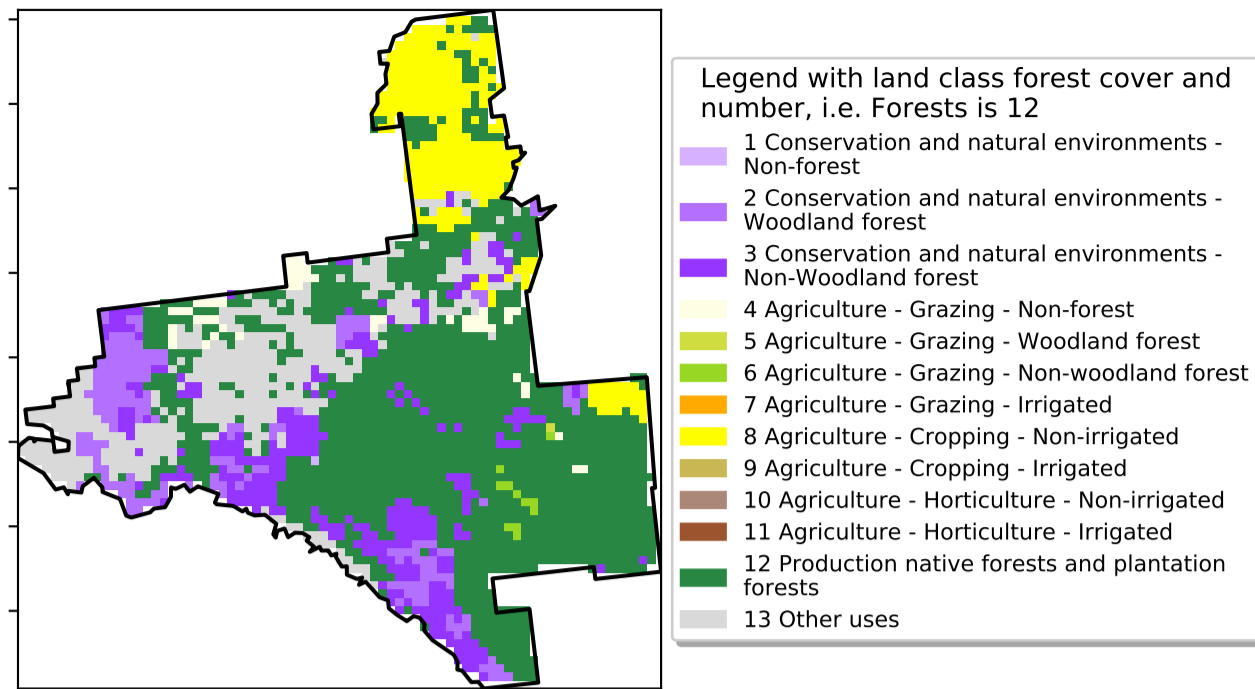 Legend with land class forest cover and
number, i.e. Forests is 12
1 Conservation and natural environments -
Non-forest
2 Conservation and natural environments -
Woodland forest
3 Conservation and natural environments -
Non-Woodland forest
4 Agriculture - Grazing - Non-forest
5 Agriculture - Grazing - Woodland forest
6 Agriculture - Grazing - Non-woodland forest
7 Agriculture - Grazing - Irrigated
8 Agriculture - Cropping - Non-irrigated
9 Agriculture - Cropping - Irrigated
10 Agriculture - Horticulture - Non-irrigated
11 Agriculture - Horticulture - Irrigated
12 Production native forests and plantation
forests
13 Other uses